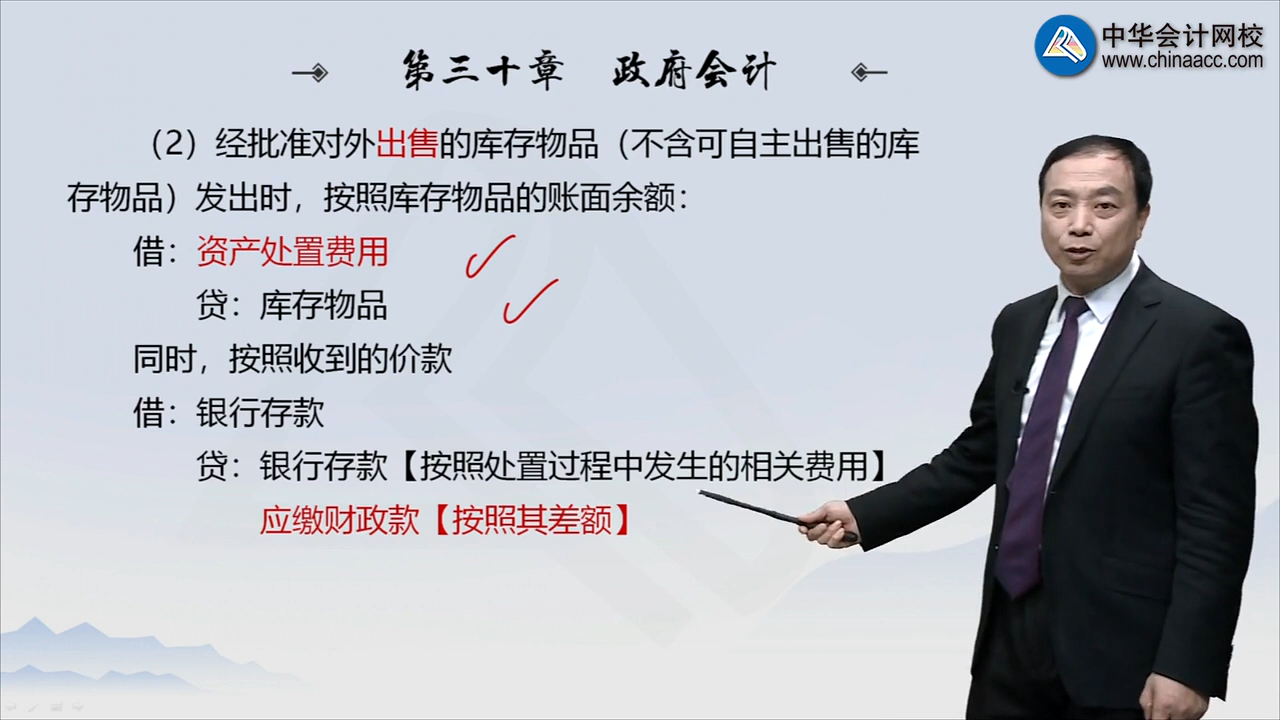 中华会计网校
www.chinaacc.com
第三十章 政府会计
（2）经批准对外出售的库存物品（不含可自主出售的库
存物品）发出时，按照库存物品的账面余额：
借：资产处置费用
贷：库存物品
同时，按照收到的价款
借：银行存款
贷：银行存款【按照处置过程中发生的相关费用】
应缴财政款【按照其差额】